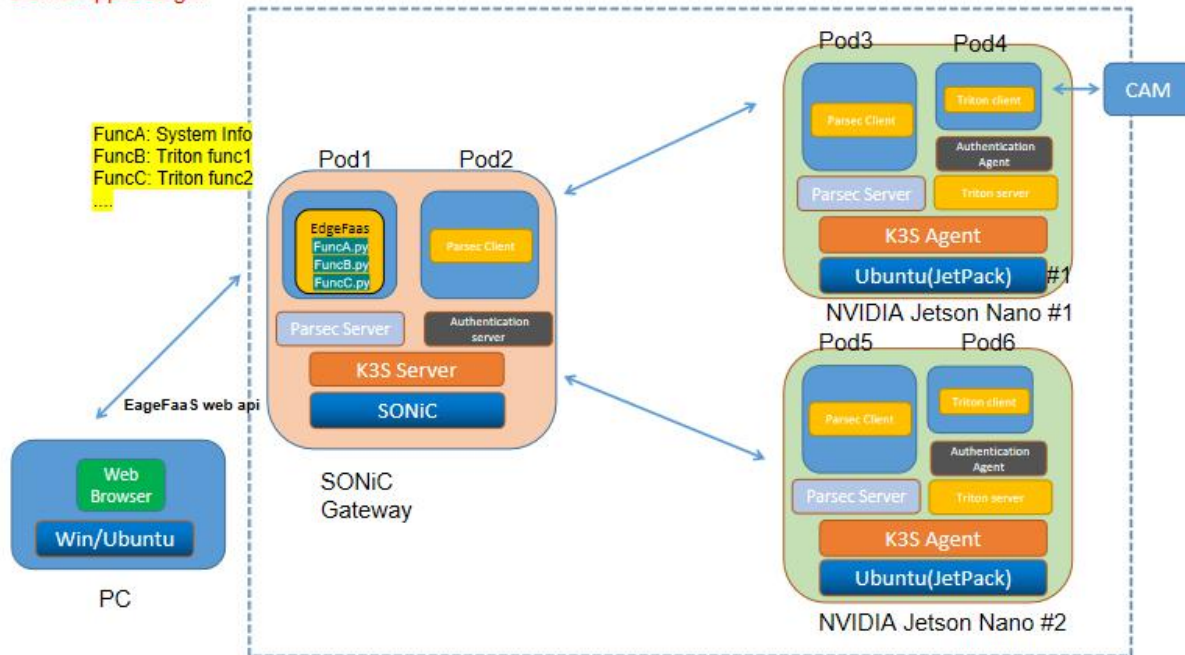 FuncA: System Info
FuncB: Triton func1
FuncC: Triton func2
....
Pod1
Pod2
EdgeFaas
FuncA.py
FuncB.py
FuncC.py
Parsec Client
Parsec Server
Authentication
server
K3S Server
SONiC
SONiC
Gateway
EageFaaS web api
Web
Browser
Win/Ubuntu
PC
Pod3
Pod4
Parsec Client
Triton client
Authentication
Agent
Parsec Server
Triton server
K3S Agent
Ubuntu(JetPack)
#1
NVIDIA Jetson Nano #1
CAM
Pod5
Pod6
Parsec Client
Triton client
Authentication
Agent
Parsec Server
Triton server
K3S Agent
Ubuntu(JetPack)
NVIDIA Jetson Nano #2